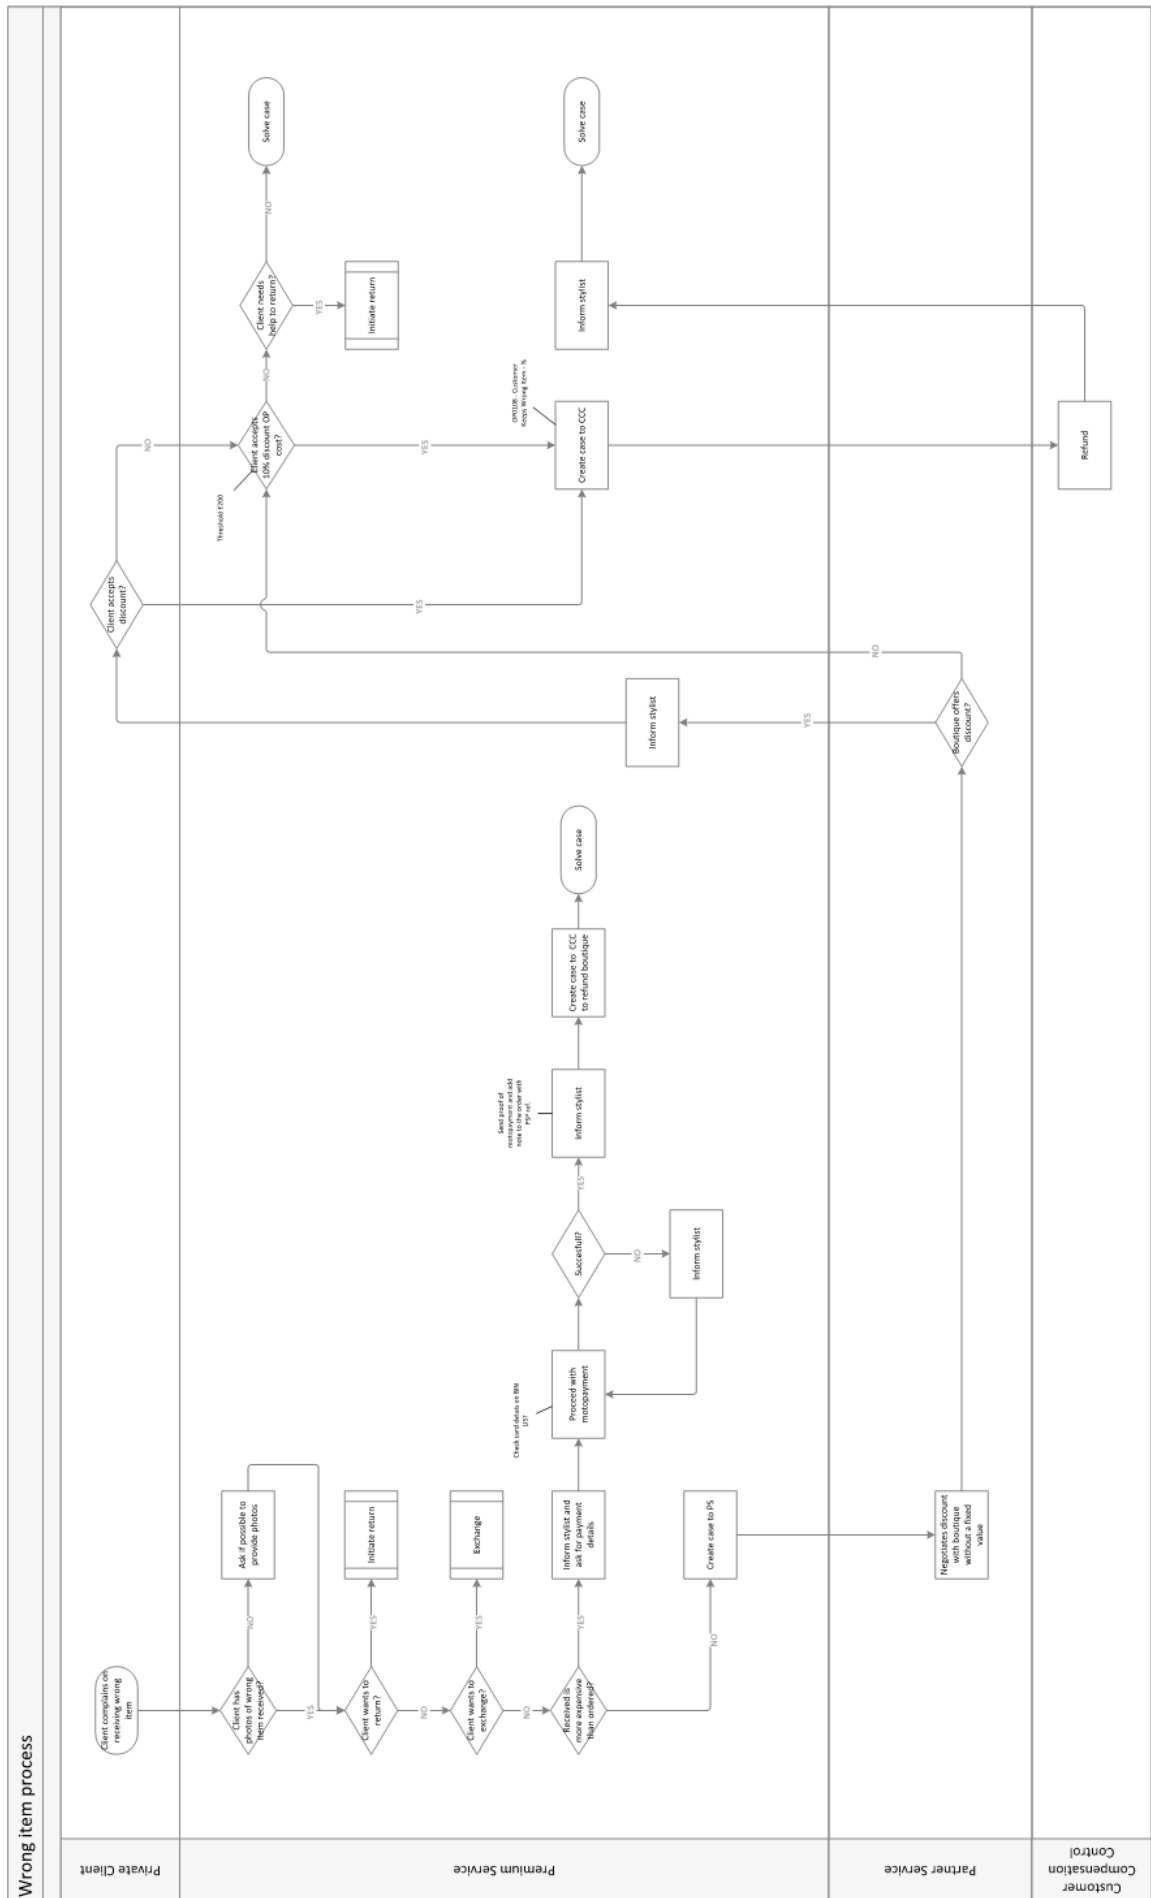 Wrong item process
Private Client
Premium Service
Partner Service
Customer
Compensation
Control
Client complains on
receiving wrong
item
Client has
photos of wrong
item received?
NO
Ask if possible to
provide photos
YES
Client wants to
return?
YES
Initiate return
NO
Client wants to
exchange?
YES
Exchange
NO
Received is
more expensive
than ordered?
YES
Inform stylist and
ask for payment
details
NO
Create case to PS
Check card details on BIN
LIST
Proceed with
motopayment
Succesfull?
NO
Inform stylist
YES
Send proof of
motopayment and add
note to the order with
PSP ref.
Inform stylist
Create case to CCC
to refund boutique
Solve case
Negotiates discount
with boutique
without a fixed
value
Boutique offers
discount?
YES
NO
Inform stylist
Client accepts
discount?
YES
NO
Threshold €200
Client accepts
10% discount OP
cost?
YES
NO
Client needs
help to return?
YES
Initiate return
NO
Solve case
Customer
Keeps Wrong Item - %
Create case to CCC
Refund
Inform stylist
Solve case